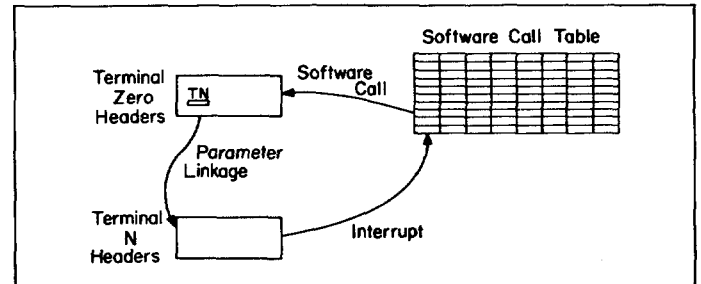 Software Call Table
Terminal
Zero
Headers
TN
Software
Call
Parameter
Linkage
Terminal
N
Headers
Interrupt